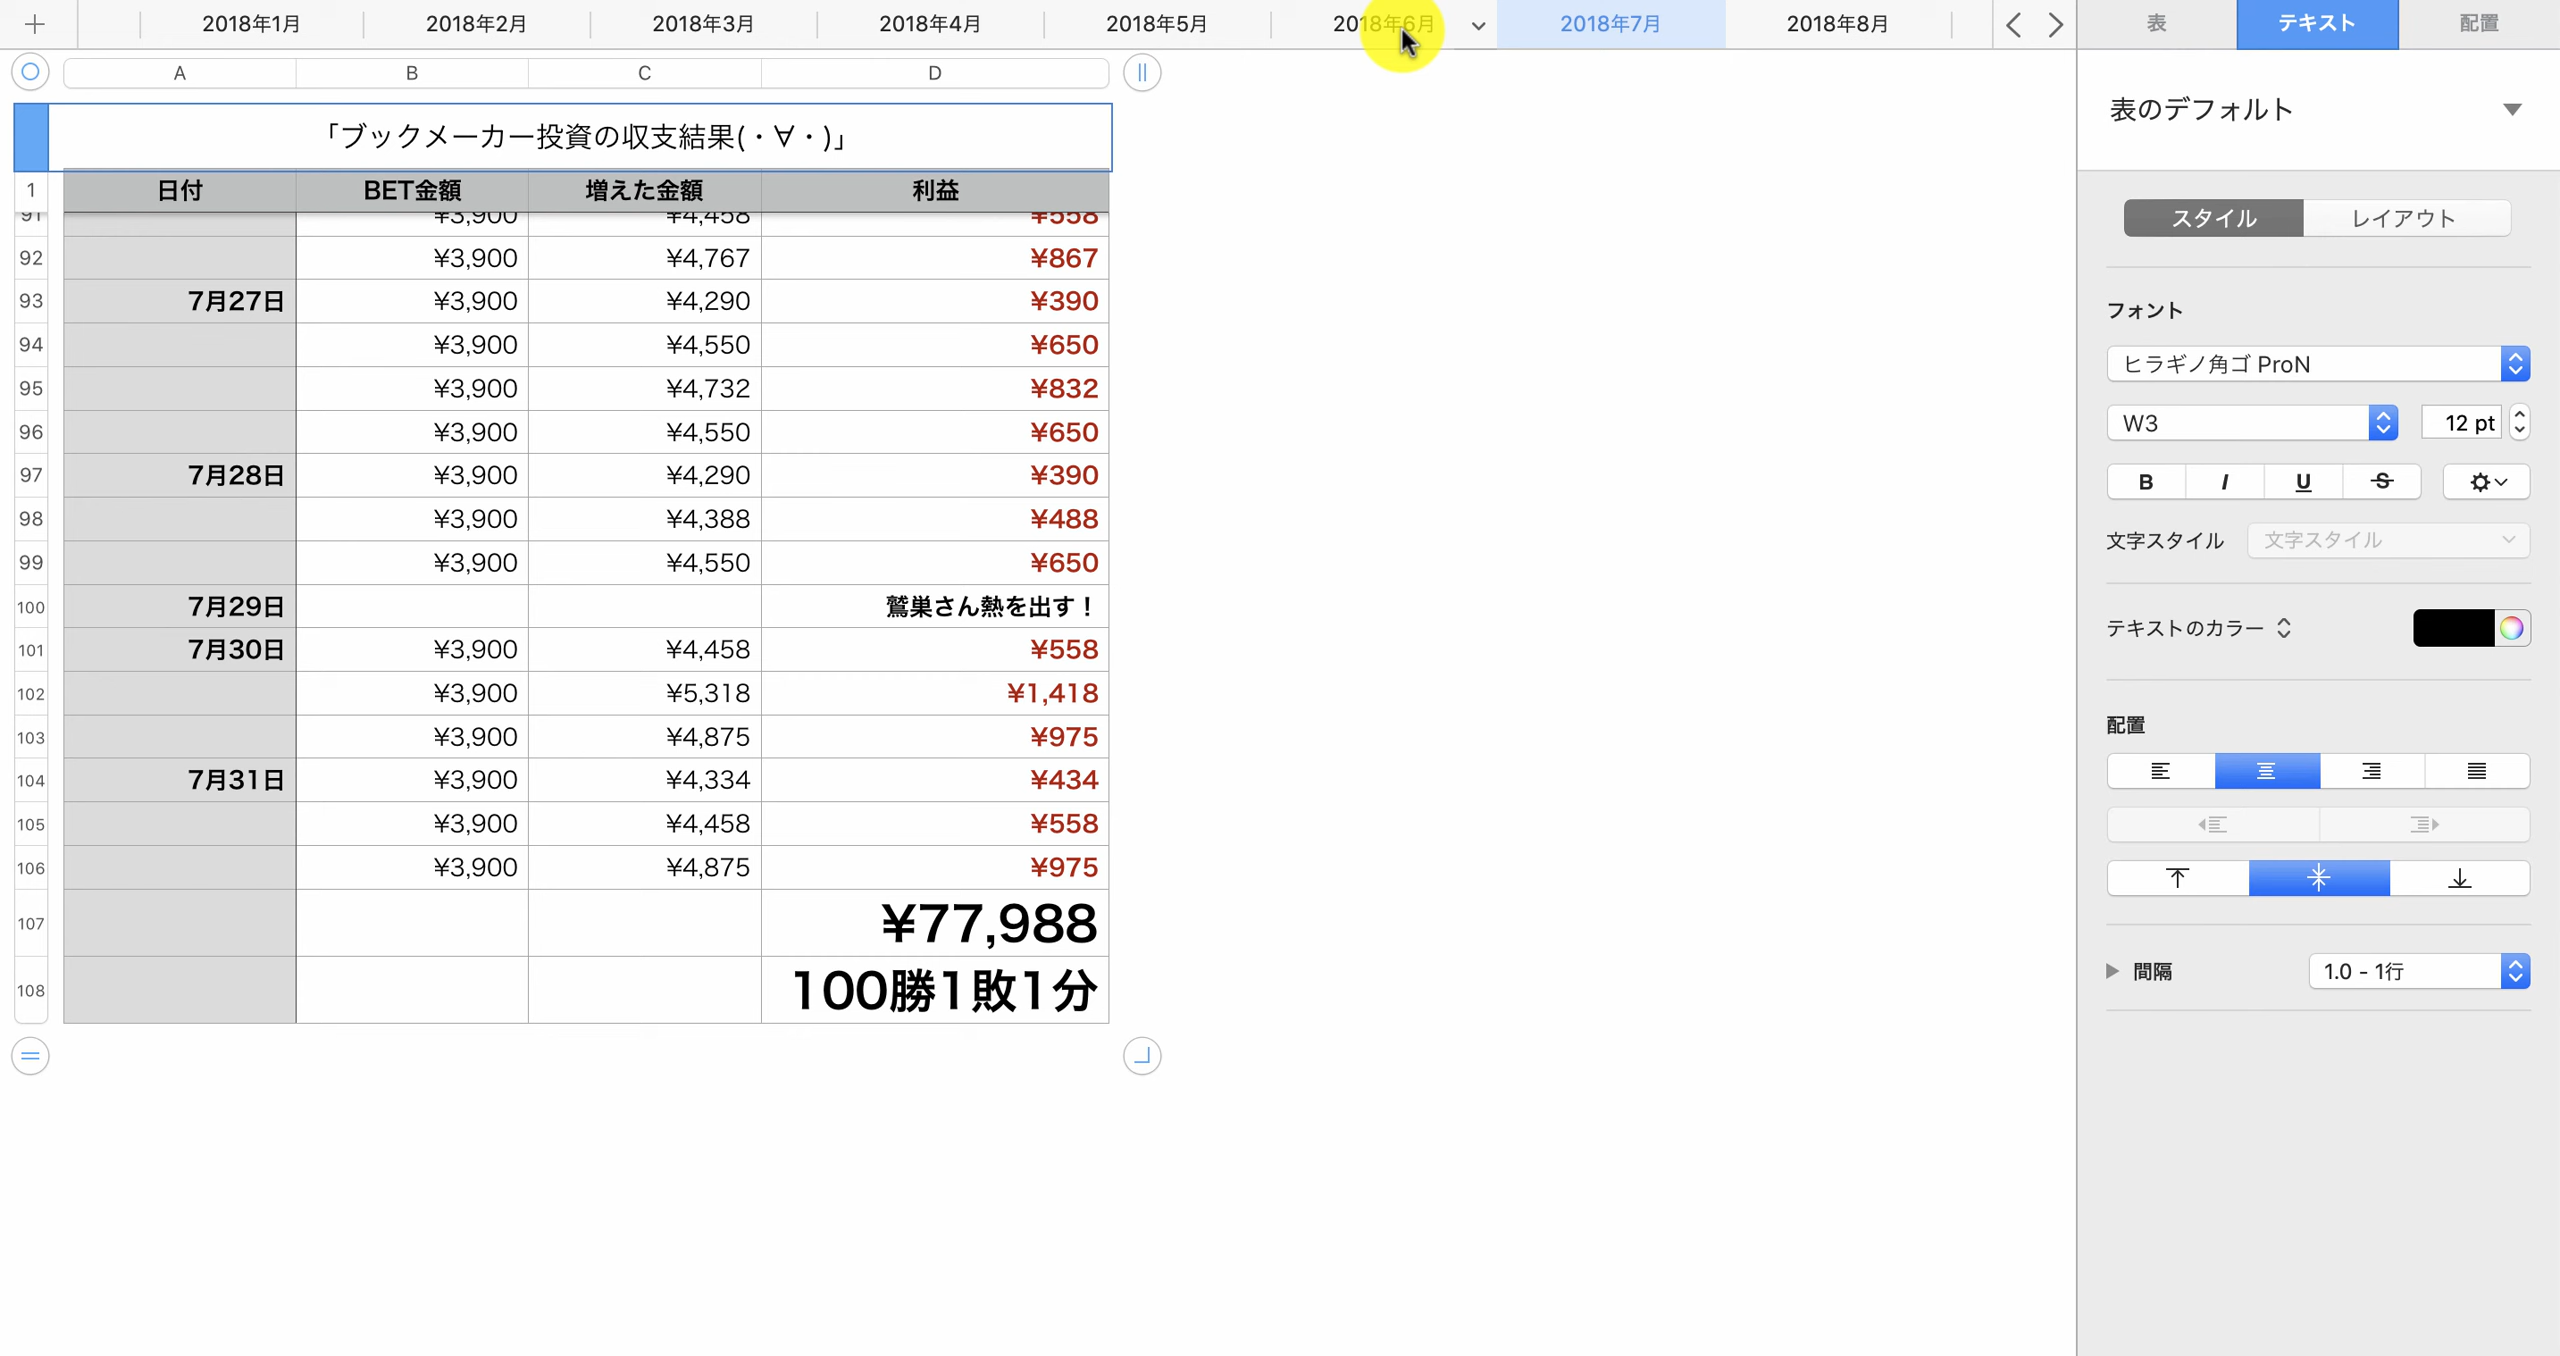 2018年1月 2018年2月 2018年3月 2018年4月 2018年5月 2018年6月 2018年7月 2018年8月 表 テキスト 配置
A B C D
「ブックメーカー投資の収支結果(・∀・)」
1 日付 BET金額 増えた金額 利益
91 ¥3,900 ¥4,458 ¥558
92 ¥3,900 ¥4,767 ¥867
93 7月27日 ¥3,900 ¥4,290 ¥390
94 ¥3,900 ¥4,550 ¥650
95 ¥3,900 ¥4,732 ¥832
96 ¥3,900 ¥4,550 ¥650
97 7月28日 ¥3,900 ¥4,290 ¥390
98 ¥3,900 ¥4,388 ¥488
99 ¥3,900 ¥4,550 ¥650
100 7月29日 鷲巣さん熱を出す！
101 7月30日 ¥3,900 ¥4,458 ¥558
102 ¥3,900 ¥5,318 ¥1,418
103 ¥3,900 ¥4,875 ¥975
104 7月31日 ¥3,900 ¥4,334 ¥434
105 ¥3,900 ¥4,458 ¥558
106 ¥3,900 ¥4,875 ¥975
107 ¥77,988
108 100勝1敗1分
表のデフォルト
スタイル レイアウト
フォント
ヒラギノ角ゴ ProN
W3 12 pt
B I U S
文字スタイル 文字スタイル
テキストのカラー
配置
間隔 1.0 - 1行